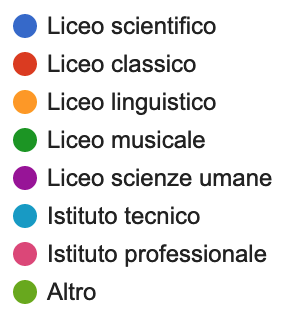 Liceo scientifico
Liceo classico
Liceo linguistico
Liceo musicale
Liceo scienze umane
Istituto tecnico
Istituto professionale
Altro